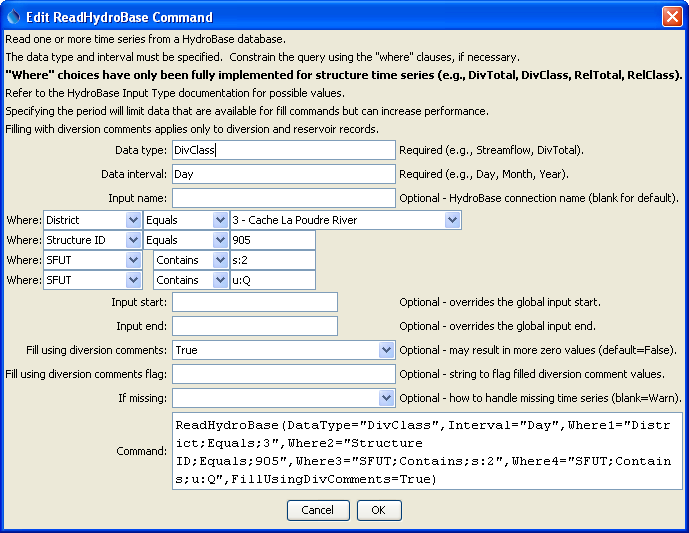 Edit ReadHydroBase Command
Read one or more time series from a HydroBase database.
The data type and interval must be specified. Constrain the query using the "where" clauses, if necessary.
"Where" choices have only been fully implemented for structure time series (e.g., DivTotal, DivClass, RelTotal, RelClass).
Refer to the HydroBase Input Type documentation for possible values.
Specifying the period will limit data that are available for fill commands but can increase performance.
Filling with diversion comments applies only to diversion and reservoir records.
Data type: DivClass Required (e.g., Streamflow, DivTotal).
Data interval: Day Required (e.g., Day, Month, Year).
Input name: Optional - HydroBase connection name (blank for default).
Where: District Equals 3 - Cache La Poudre River
Where: Structure ID Equals 905
Where: SFUT Contains s:2
Where: SFUT Contains u:Q
Input start: Optional - overrides the global input start.
Input end: Optional - overrides the global input end.
Fill using diversion comments: True Optional - may result in more zero values (default=False).
Fill using diversion comments flag: Optional - string to flag filled diversion comment values.
If missing: Optional - how to handle missing time series (blank=Warn).
Command:
ReadHydroBase(DataType="DivClass",Interval="Day",Where1="Distr
ict;Equals;3",Where2="Structure
ID;Equals;905",Where3="SFUT;Contains;s:2",Where4="SFUT;Contain
s;u:Q",FillUsingDivComments=True)
Cancel OK